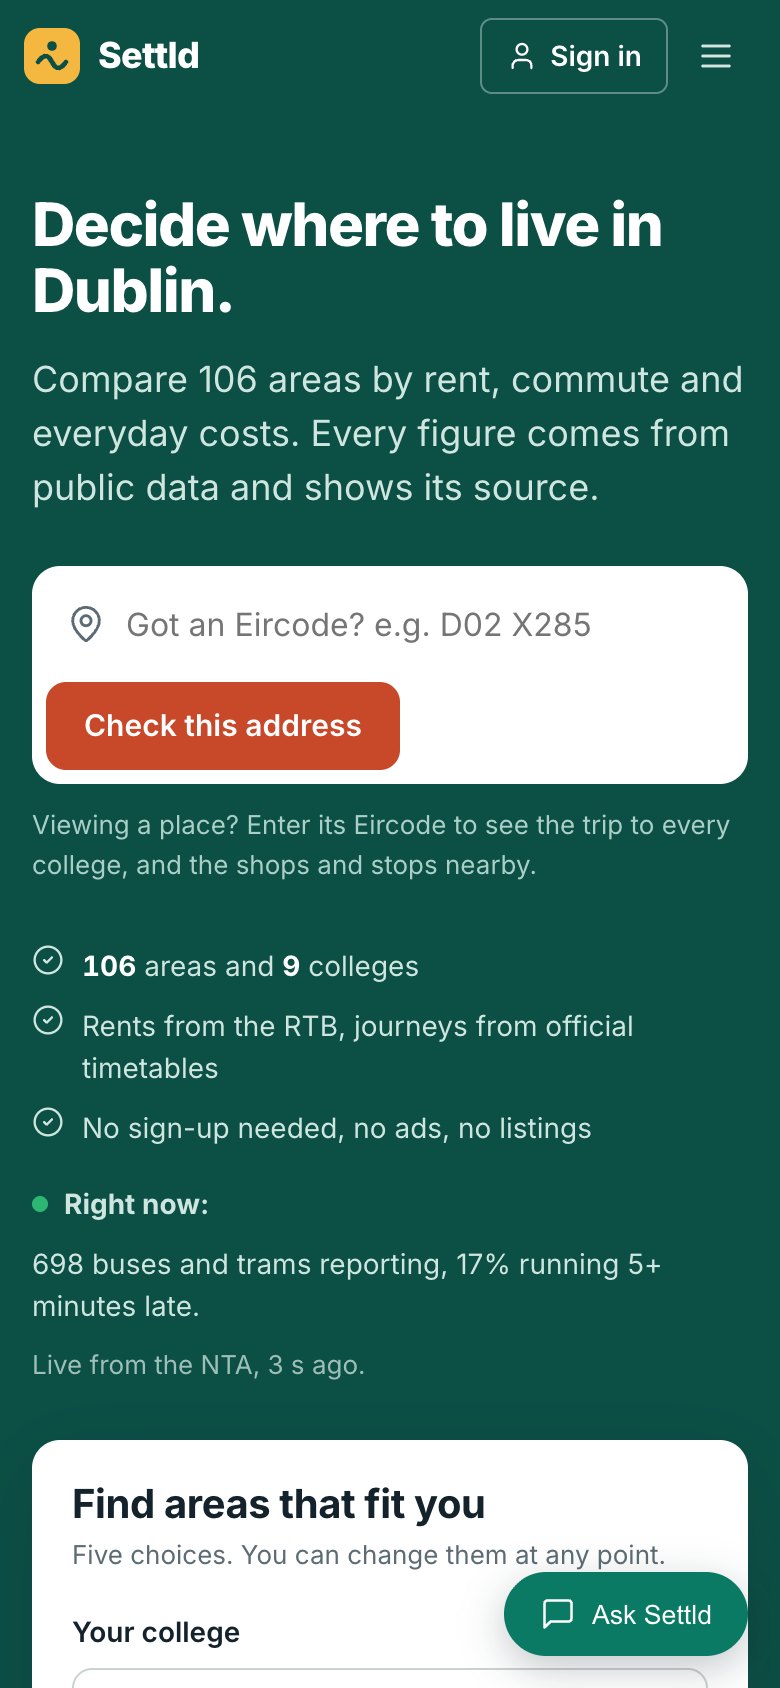 Settld
Sign in
Decide where to live in
Dublin.
Compare 106 areas by rent, commute and
everyday costs. Every figure comes from
public data and shows its source.
Got an Eircode? e.g. D02 X285
Check this address
Viewing a place? Enter its Eircode to see the trip to every
college, and the shops and stops nearby.
106 areas and 9 colleges
Rents from the RTB, journeys from official
timetables
No sign-up needed, no ads, no listings
Right now:
698 buses and trams reporting, 17% running 5+
minutes late.
Live from the NTA, 3 s ago.
Find areas that fit you
Five choices. You can change them at any point.
Ask Settld
Your college